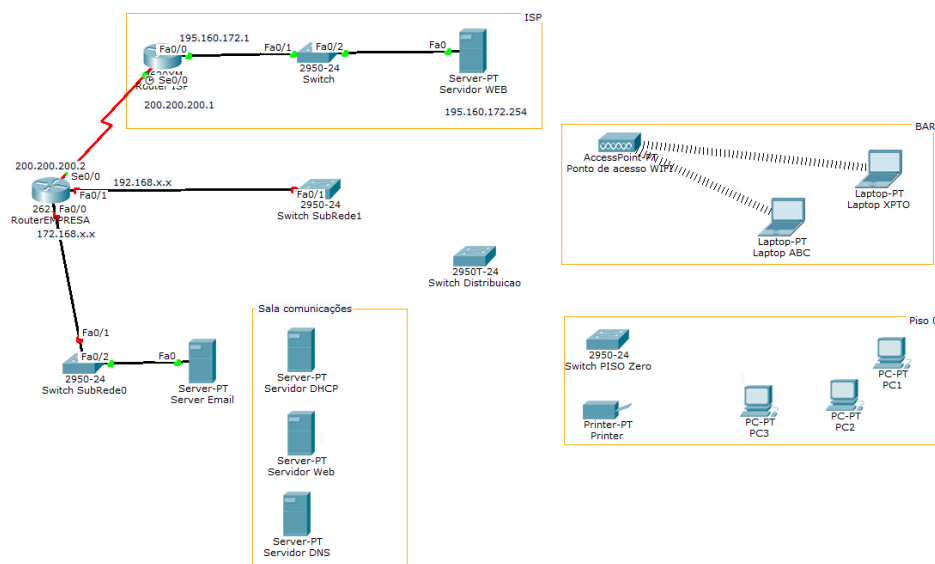 ISP
195.160.172.1
Fa0/0
Fa0/1
Fa0/2
Fa0
Se0/0
Router ISP
2950-24
Switch
Server-PT
Servidor WEB
200.200.200.1
195.160.172.254
BAR
AccessPoint-PT
Ponto de acesso WIFI
Laptop-PT
Laptop XPTO
Laptop-PT
Laptop ABC
200.200.200.2
Se0/0
192.168.x.x
Fa0/1
Fa0/1
2950-24
Switch SubRede1
Fa0/0
RouterEMPRESA
172.168.x.x
2950T-24
Switch Distribuicao
Sala comunicações
Server-PT
Servidor DHCP
Server-PT
Servidor Web
Server-PT
Servidor DNS
Fa0/1
Fa0/2
Fa0
2950-24
Switch SubRede0
Server-PT
Server Email
Piso
2950-24
Switch PISO Zero
Printer-PT
Printer
PC-PT
PC3
PC-PT
PC2
PC-PT
PC1